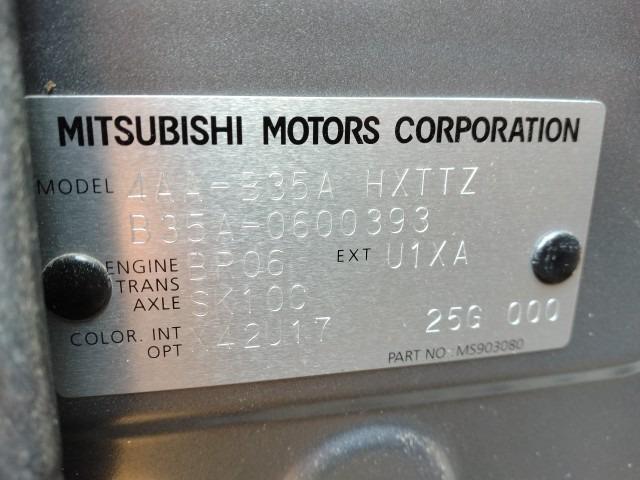 MITSUBISHI MOTORS CORPORATION
MODEL 4AA-B35A HXTTZ
B35A-0600393
ENGINE BP06 EXT U1XA
TRANS
AXLE SK10C
COLOR. INT X42U17 25G 000
OPT
PART NO : MS903080